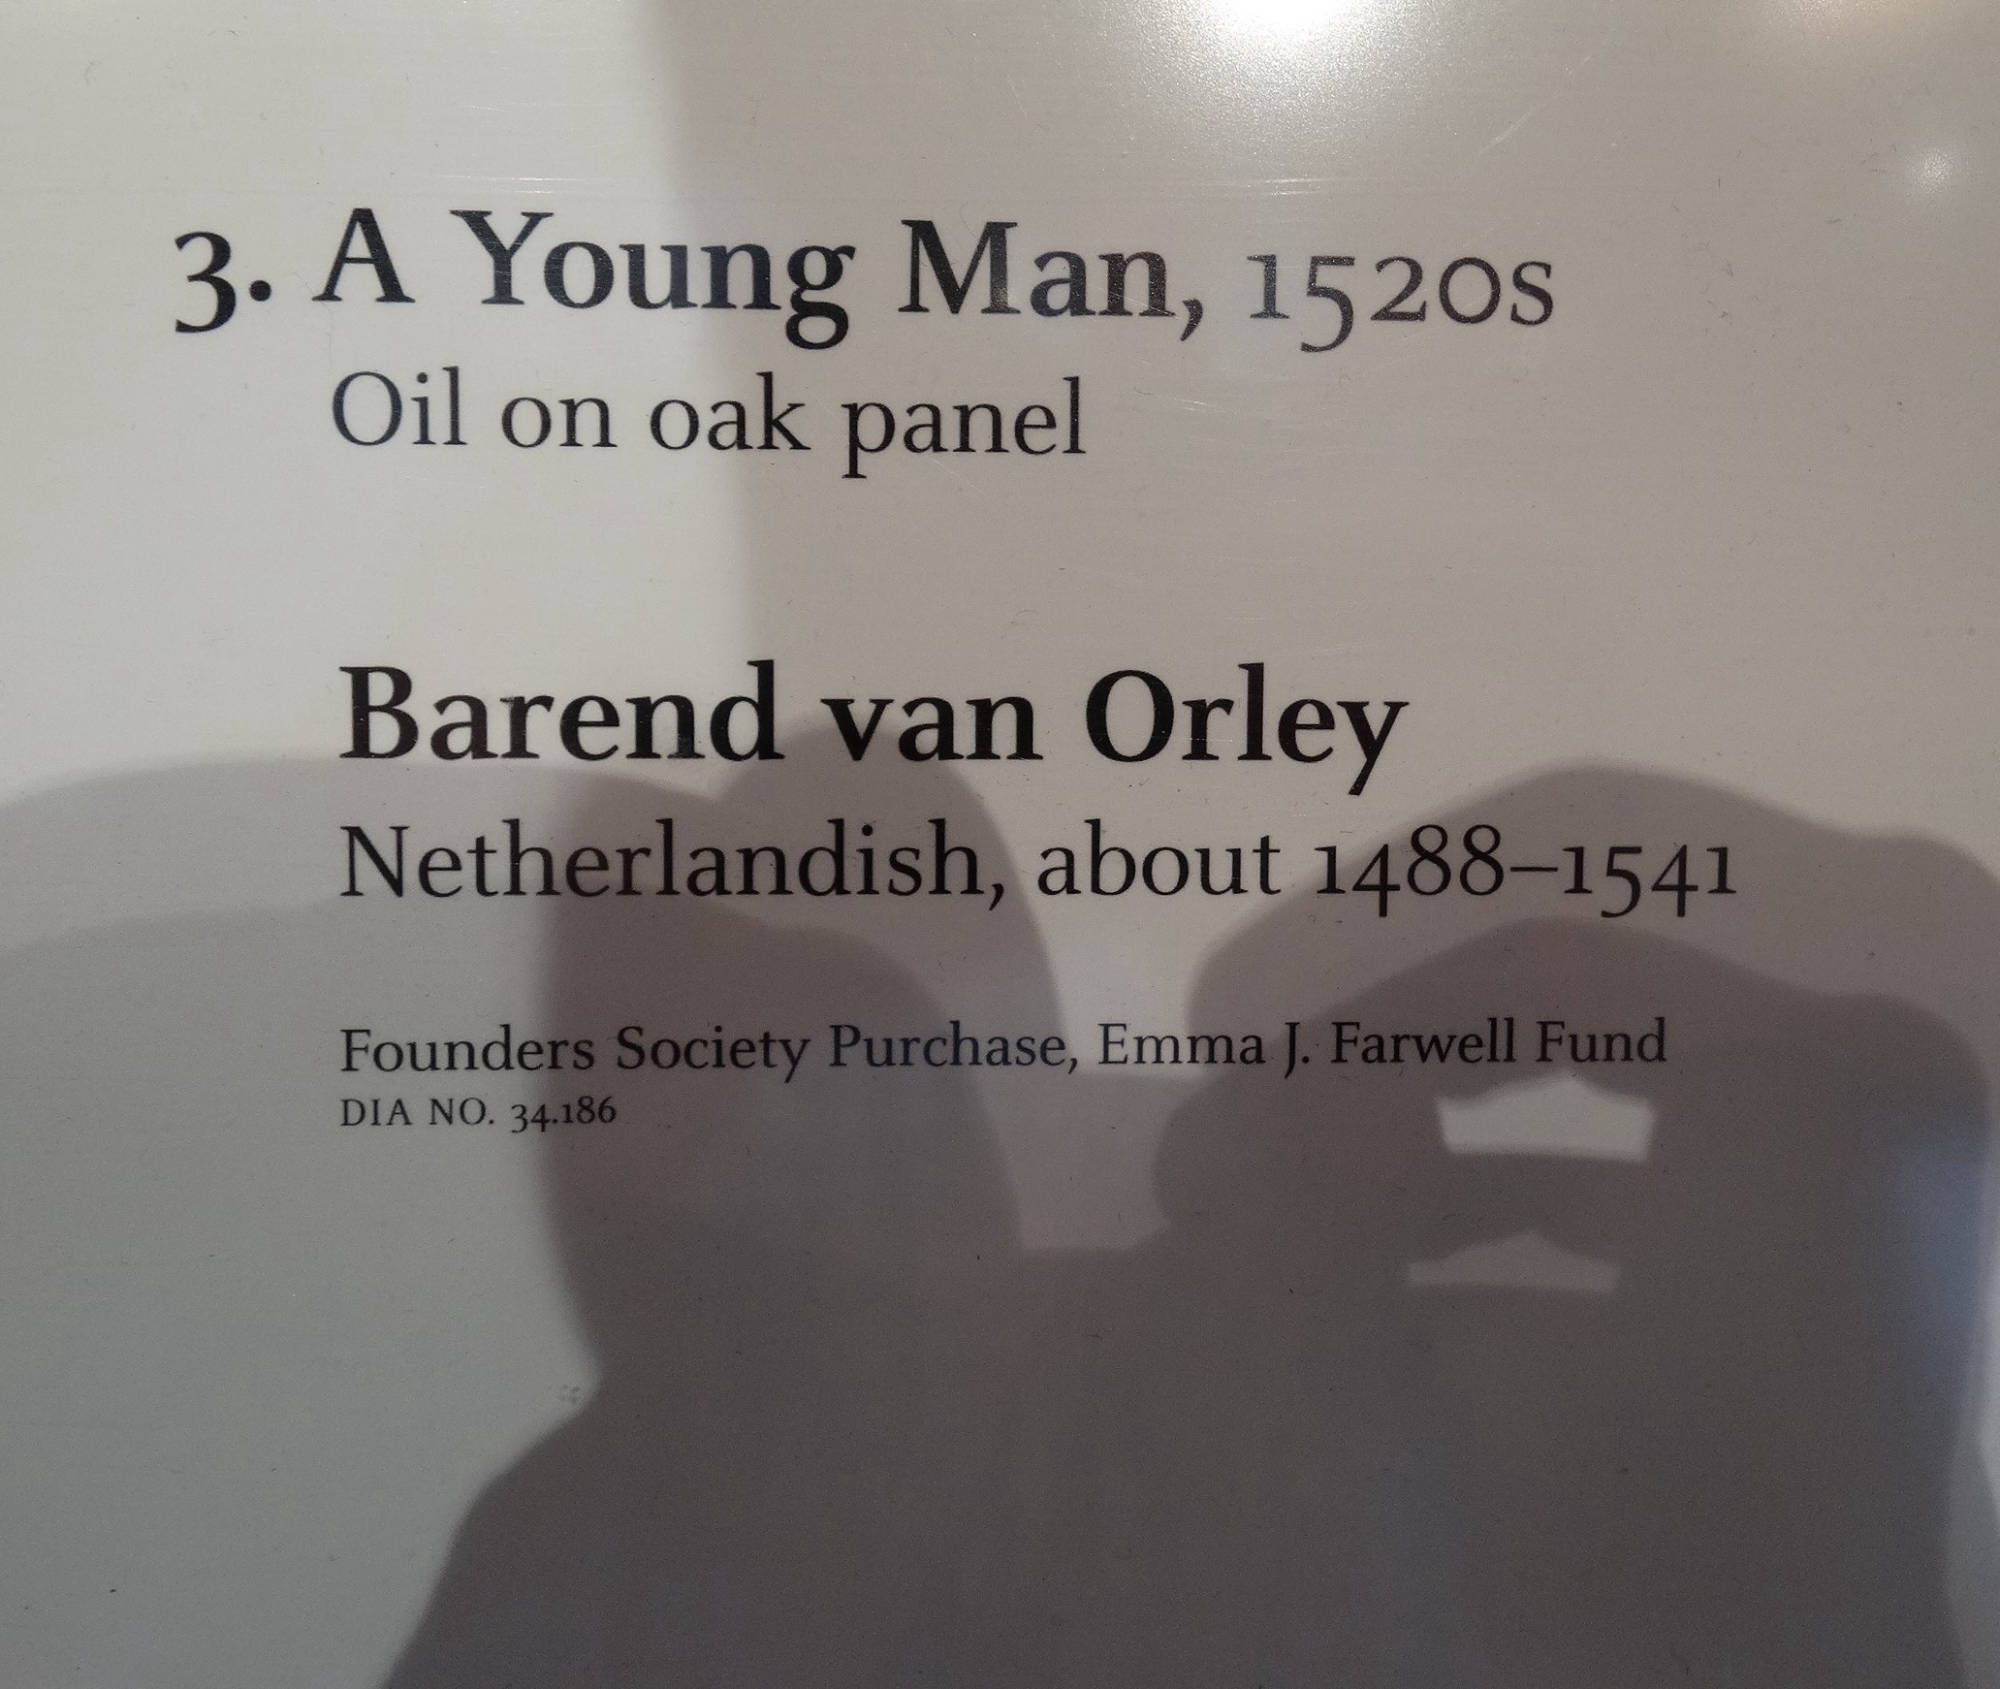 3. A Young Man, 1520s
Oil on oak panel
Barend van Orley
Netherlandish, about 1488–1541
Founders Society Purchase, Emma J. Farwell Fund
DIA NO. 34.186